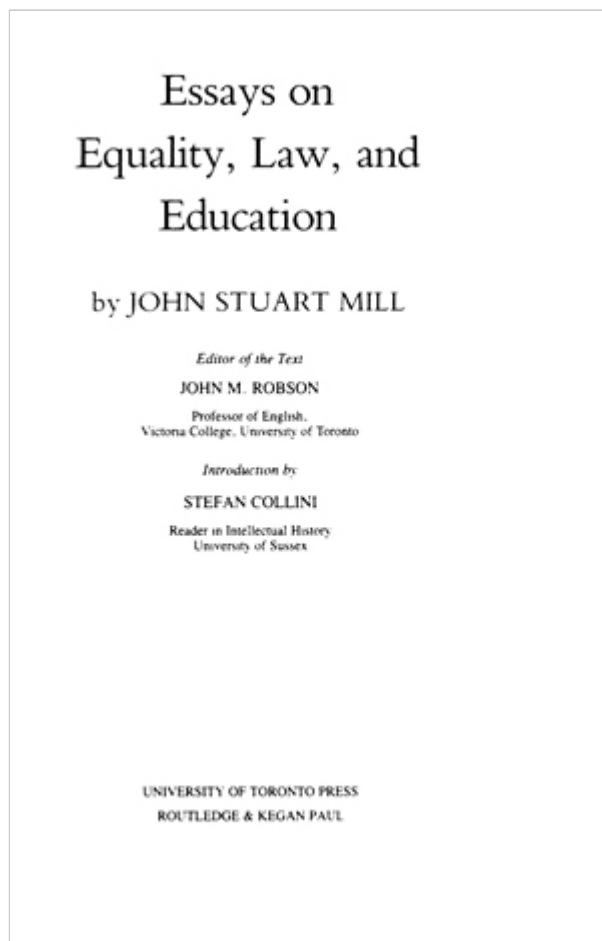 Essays on
Equality, Law, and
Education
by JOHN STUART MILL
Editor of the Text
JOHN M. ROBSON
Professor of English,
Victoria College, University of Toronto
Introduction by
STEFAN COLLINI
Reader in Intellectual History
University of Sussex
UNIVERSITY OF TORONTO PRESS
ROUTLEDGE & KEGAN PAUL